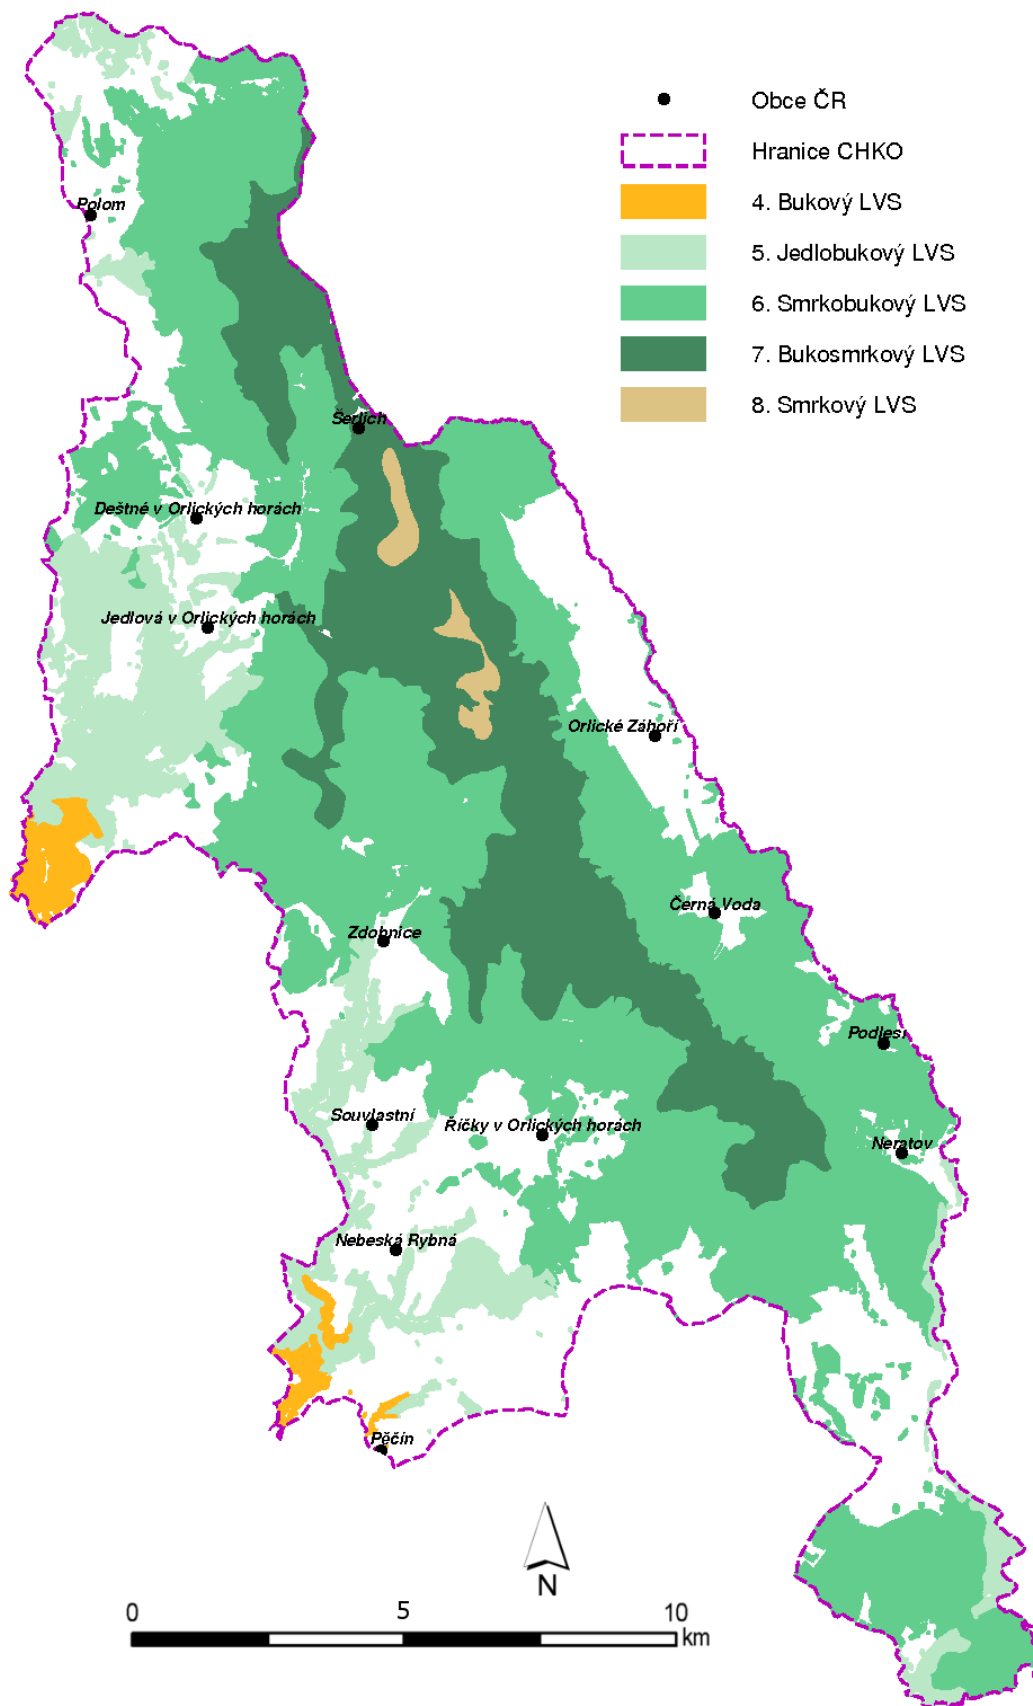 Obce ČR
Hranice CHKO
4. Bukový LVS
5. Jedlobukový LVS
6. Smrkobukový LVS
7. Bukosmrkový LVS
8. Smrkový LVS
Polom
Šerlich
Deštné v Orlických horách
Jedlová v Orlických horách
Orlické Záhoří
Černá Voda
Zdobnice
Podlesí
Souvlastní
Říčky v Orlických horách
Neratov
Nebeská Rybná
Pěčín
N
0 5 10
km